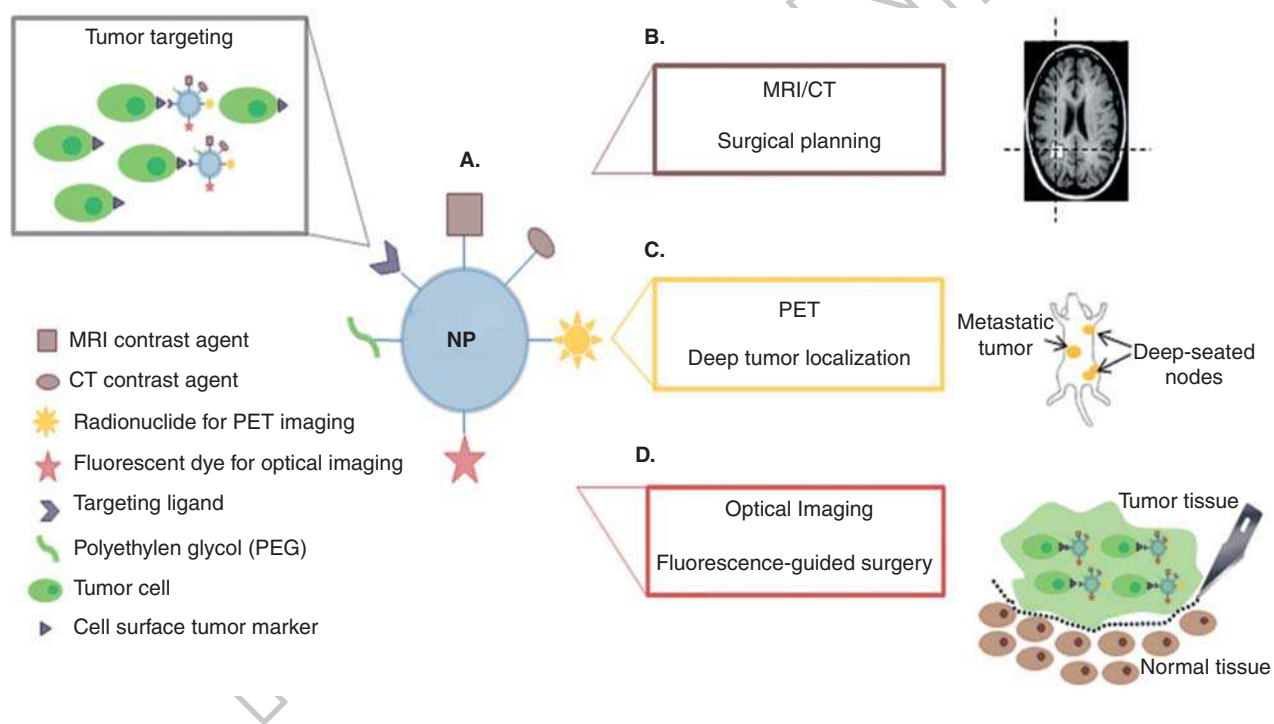 Tumor targeting
A.
NP
MRI contrast agent
CT contrast agent
Radionuclide for PET imaging
Fluorescent dye for optical imaging
Targeting ligand
Polyethylen glycol (PEG)
Tumor cell
Cell surface tumor marker
B.
MRI/CT
Surgical planning
C.
PET
Deep tumor localization
Metastatic
tumor
Deep-seated
nodes
D.
Optical Imaging
Fluorescence-guided surgery
Tumor tissue
Normal tissue